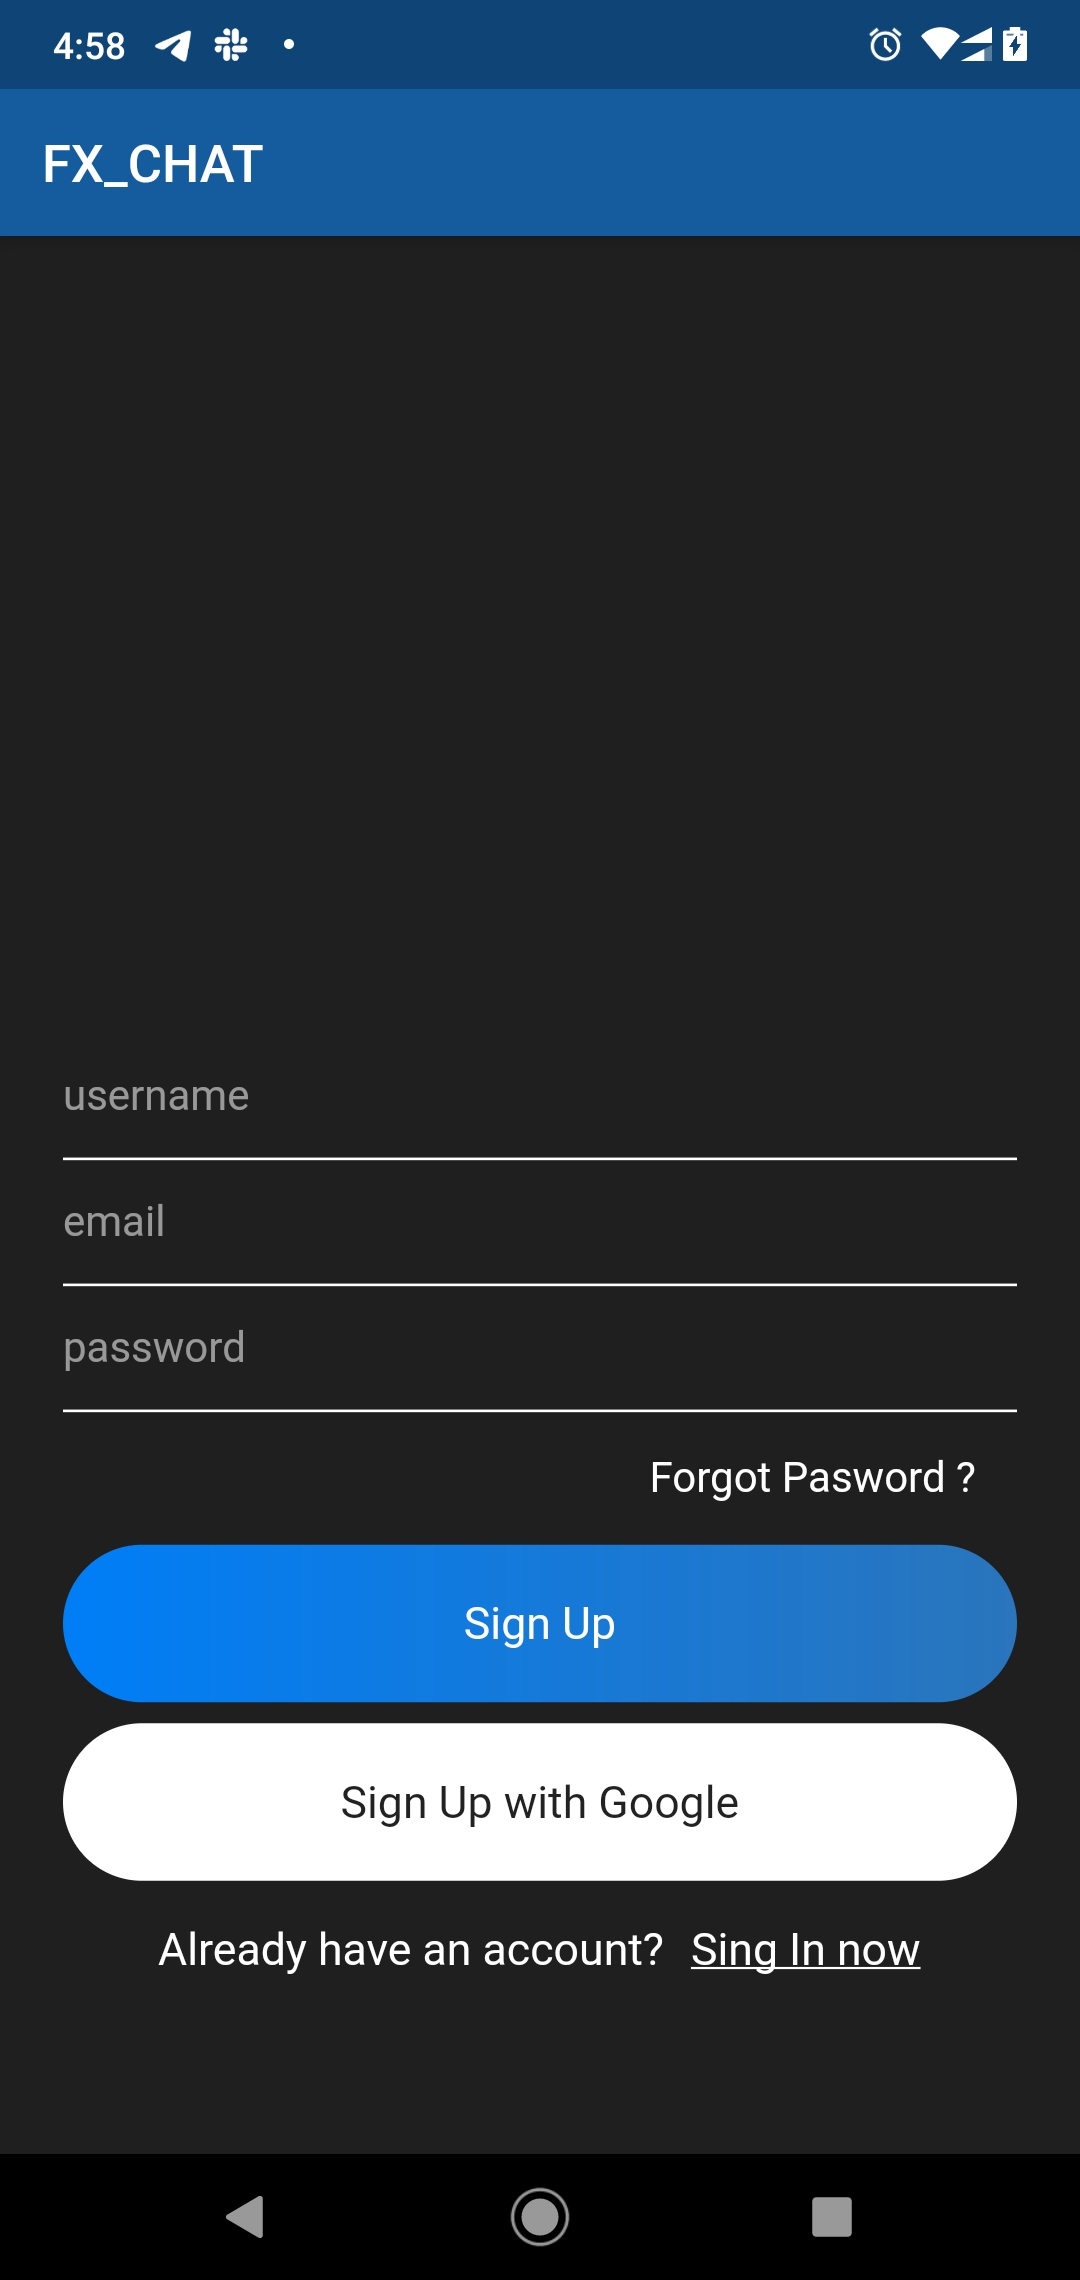 4:58
FX_CHAT
username
email
password
Forgot Pasword ?
Sign Up
Sign Up with Google
Already have an account? Sing In now